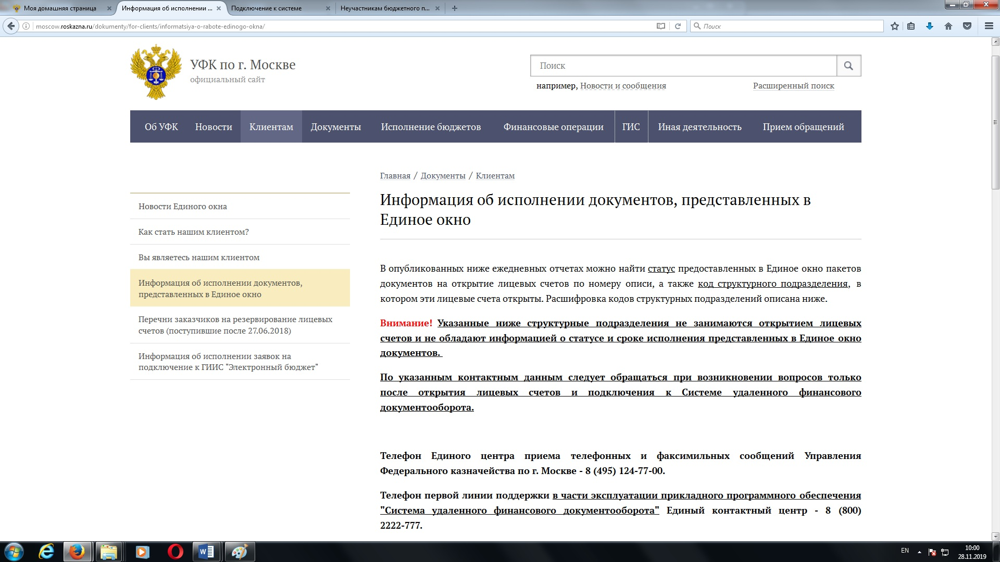 Моя домашняя страница
Информация об исполнении ...
Подключение к системе
Неучастникам бюджетного п...
moscow.roskazna.ru/dokumenty/for-clients/informatsiya-o-rabote-edinogo-okna/
Поиск
УФК по г. Москве
официальный сайт
Поиск
например, Новости и сообщения
Расширенный поиск
Об УФК
Новости
Клиентам
Документы
Исполнение бюджетов
Финансовые операции
ГИС
Иная деятельность
Прием обращений
Новости Единого окна
Как стать нашим клиентом?
Вы являетесь нашим клиентом
Информация об исполнении документов,
представленных в Единое окно
Перечни заказчиков на резервирование лицевых
счетов (поступившие после 27.06.2018)
Информация об исполнении заявок на
подключение к ГИИС "Электронный бюджет"
Главная / Документы / Клиентам
Информация об исполнении документов, представленных в
Единое окно
В опубликованных ниже ежедневных отчетах можно найти статус предоставленных в Единое окно пакетов
документов на открытие лицевых счетов по номеру описи, а также код структурного подразделения, в
котором эти лицевые счета открыты. Расшифровка кодов структурных подразделений описана ниже.
Внимание! Указанные ниже структурные подразделения не занимаются открытием лицевых
счетов и не обладают информацией о статусе и сроке исполнения представленных в Единое окно
документов.
По указанным контактным данным следует обращаться при возникновении вопросов только
после открытия лицевых счетов и подключения к Системе удаленного финансового
документооборота.
Телефон Единого центра приема телефонных и факсимильных сообщений Управления
Федерального казначейства по г. Москве - 8 (495) 124-77-00.
Телефон первой линии поддержки в части эксплуатации прикладного программного обеспечения
"Система удаленного финансового документооборота" Единый контактный центр - 8 (800)
2222-777.
EN
10:00
28.11.2019